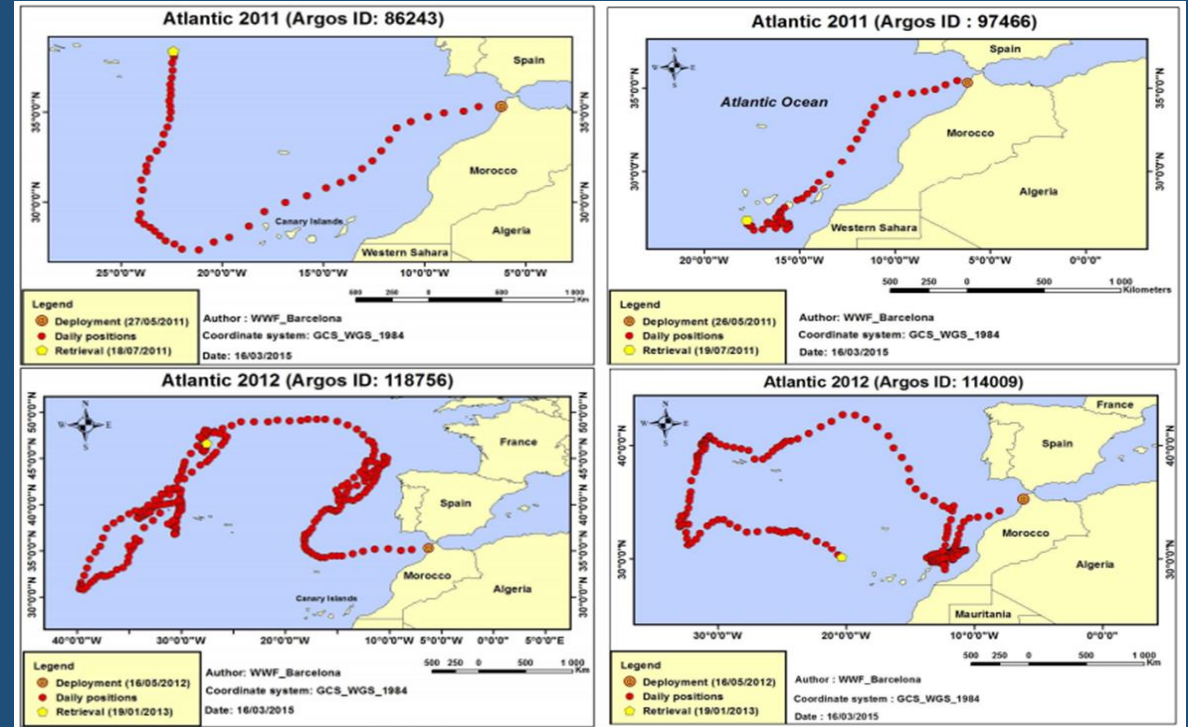 Atlantic 2011 (Argos ID: 86243)
Spain
Morocco
Canary Islands
Algeria
Western Sahara
35°0'0"N
30°0'0"N
35°0'0"N
30°0'0"N
25°0'0"W
20°0'0"W
15°0'0"W
10°0'0"W
5°0'0"W
500 250 0 500 1 000
Km
Legend
Deployment (27/05/2011)
Daily positions
Retrieval (18/07/2011)
Author : WWF_Barcelona
Coordinate system: GCS_WGS_1984
Date: 16/03/2015
Atlantic 2011 (Argos ID : 97466)
N
W E
S
Spain
Atlantic Ocean
Morocco
Algeria
Western Sahara
35°0'0"N
30°0'0"N
35°0'0"N
30°0'0"N
20°0'0"W
15°0'0"W
10°0'0"W
5°0'0"W
0°0'0"
500 250 0 500 1 000
Kilometers
Legend
Deployment (26/05/2011)
Daily positions
Retrieval (19/07/2011)
Author: WWF_Barcelona
Coordinate system: GCS_WGS_1984
Date: 16/03/2015
Atlantic 2012 (Argos ID: 118756)
N
W E
S
France
Spain
Morocco
Canary Islands
Algeria
50°0'0"N
45°0'0"N
40°0'0"N
35°0'0"N
30°0'0"N
50°0'0"N
45°0'0"N
40°0'0"N
35°0'0"N
30°0'0"N
40°0'0"W
30°0'0"W
20°0'0"W
10°0'0"W
5°0'0"W
0°0'0"
5°0'0"E
500 250 0 500 1 000
Km
Legend
Deployment (16/05/2012)
Daily positions
Retrieval (19/01/2013)
Author: WWF_Barcelona
Coordinate system: GCS_WGS_1984
Date: 16/03/2015
Atlantic 2012 (Argos ID: 114009)
N
W E
S
France
Spain
Morocco
Algeria
Mauritania
40°0'0"N
30°0'0"N
40°0'0"N
30°0'0"N
30°0'0"W
20°0'0"W
10°0'0"W
0°0'0"
500 250 0 500 1 000
Km
Legend
Deployment (16/05/2012)
Daily positions
Retrieval (19/01/2013)
Author : WWF_Barcelona
Coordinate system : GCS_WGS_1984
Date : 16/03/2015